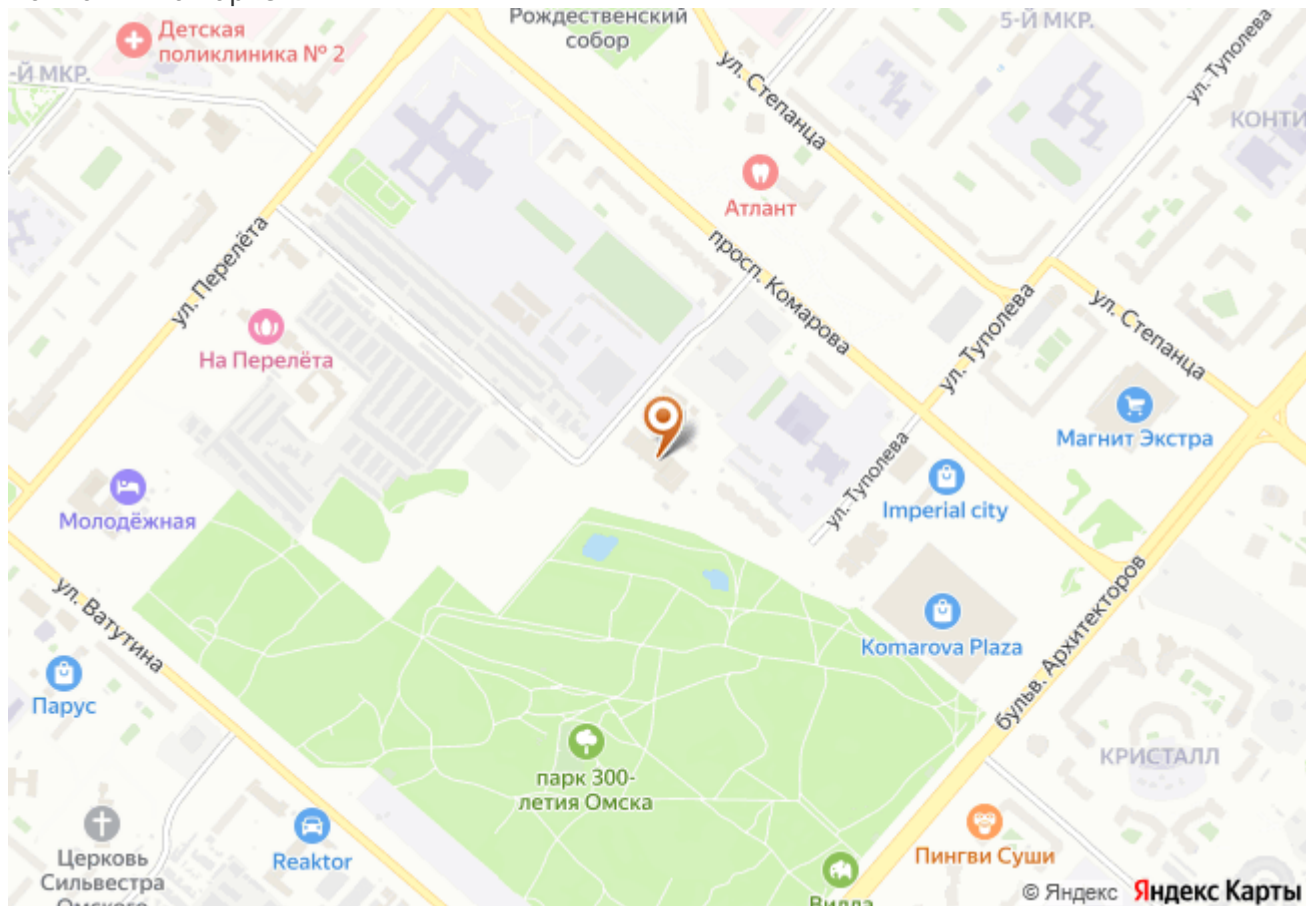 Рождественский
собор
5-Й МКР.
Детская
поликлиника № 2
-Й МКР.
ул. Туполева
ул. Степанца
КОНТИ
Атлант
ул. Перелёта
просп. Комарова
ул. Туполева
ул. Степанца
На Перелёта
Магнит Экстра
ул. Туполева
Imperial city
Молодёжная
ул. Ватутина
бульв. Архитекторов
Komarova Plaza
Парус
КРИСТАЛЛ
Н
парк 300-
летия Омска
Церковь
Сильвестра
Омского
Reaktor
Пингви Суши
Вилла
© Яндекс Яндекс Карты